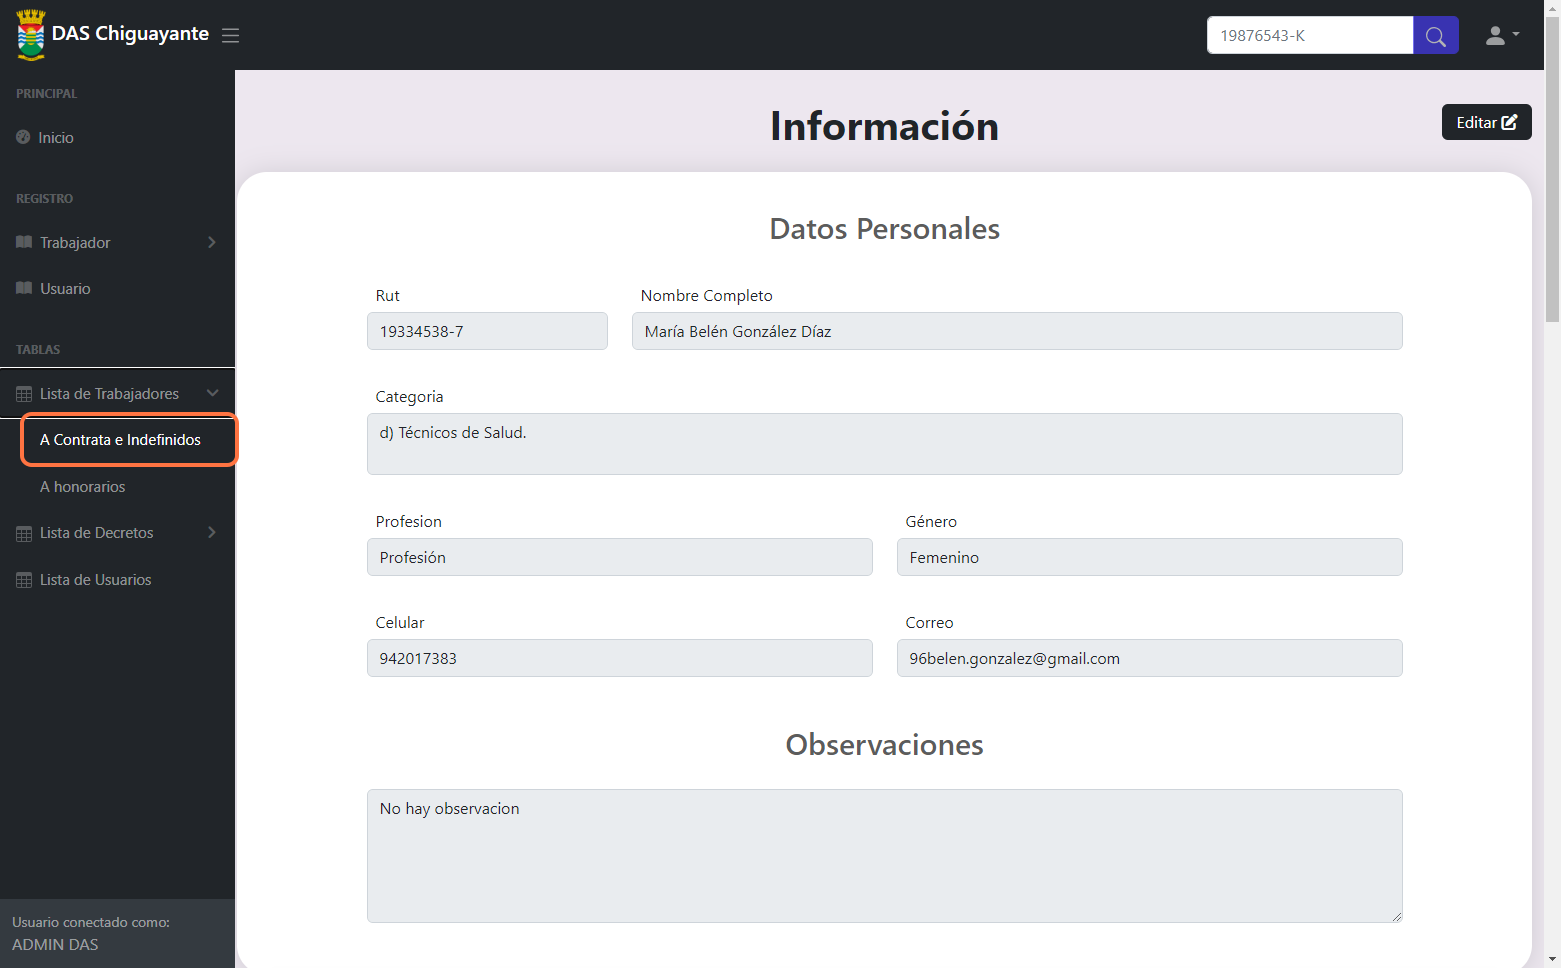 DAS Chiguayante
19876543-K
PRINCIPAL
Inicio
REGISTRO
Trabajador
Usuario
TABLAS
Lista de Trabajadores
A Contrata e Indefinidos
A honorarios
Lista de Decretos
Lista de Usuarios
Usuario conectado como:
ADMIN DAS
Información
Editar
Datos Personales
Rut
Nombre Completo
19334538-7
María Belén González Díaz
Categoria
d) Técnicos de Salud.
Profesion
Género
Profesión
Femenino
Celular
Correo
942017383
96belen.gonzalez@gmail.com
Observaciones
No hay observacion